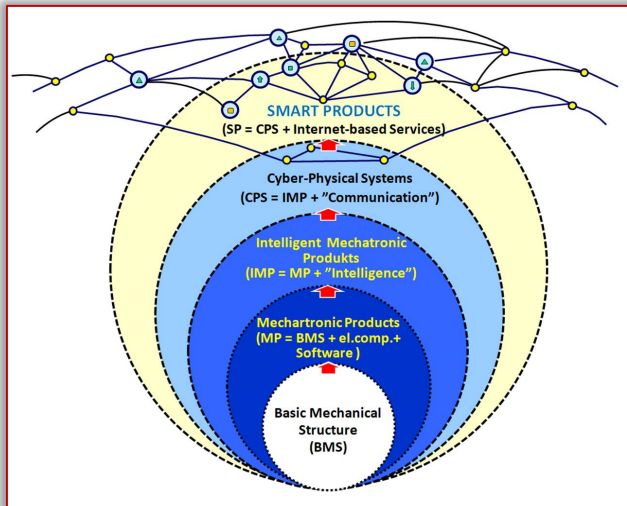 SMART PRODUCTS
(SP = CPS + Internet-based Services)
Cyber-Physical Systems
(CPS = IMP + ”Communication”)
Intelligent Mechatronic
Produkts
(IMP = MP + ”Intelligence”)
Mechartronic Products
(MP = BMS + el.comp.+
Software )
Basic Mechanical
Structure
(BMS)